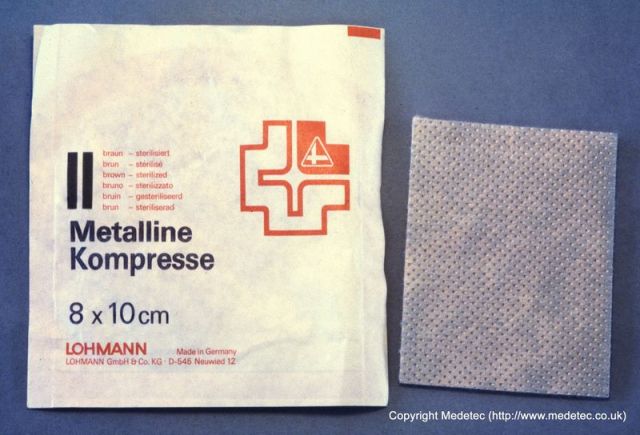 braun – sterilisiert
brun – sterilisé
brown – sterilized
bruno – sterilizzato
bruin – gesteriliseerd
brun – steriliserad
Metalline
Kompresse
8 x 10 cm
LOHMANN Made in Germany
LOHMANN GmbH & Co. KG · D-545 Neuwied 12
Copyright Medetec (http://www.medetec.co.uk)